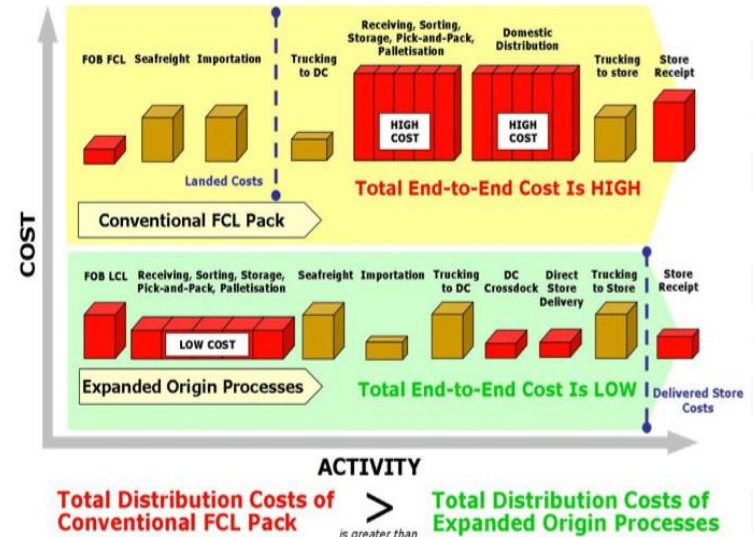 Receiving, Sorting,
Storage, Pick-and-Pack,
Palletisation
Domestic
Distribution
FOB FCL
Seafreight
Importation
Trucking
to DC
Trucking
to store
Store
Receipt
HIGH
COST
HIGH
COST
Landed Costs
Total End-to-End Cost Is HIGH
Conventional FCL Pack
COST
FOB LCL
Receiving, Sorting, Storage,
Pick-and-Pack, Palletisation
Seafreight
Importation
Trucking
to DC
DC
Crossdock
Direct
Store
Delivery
Trucking
to Store
Store
Receipt
LOW COST
Expanded Origin Processes
Total End-to-End Cost Is LOW
Delivered Store
Costs
ACTIVITY
Total Distribution Costs of
Conventional FCL Pack
>
is greater than
Total Distribution Costs of
Expanded Origin Processes